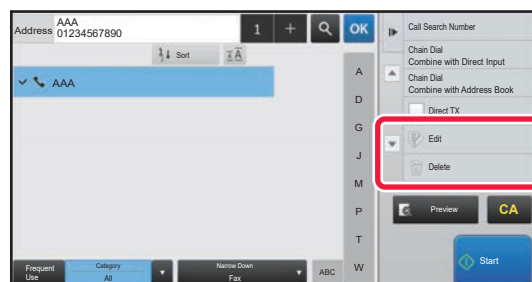 Address
AAA
01234567890
1
+
OK
Sort
AAA
A
D
G
J
M
P
T
W
Frequent
Use
Category
All
Narrow Down
Fax
ABC
Call Search Number
Chain Dial
Combine with Direct Input
Chain Dial
Combine with Address Book
Direct TX
Edit
Delete
Preview
CA
Start